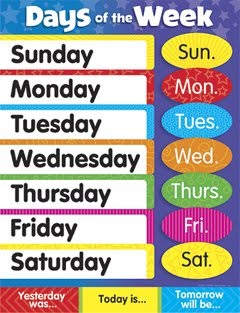 Days of the Week
Sunday Sun.
Monday Mon.
Tuesday Tues.
Wednesday Wed.
Thursday Thurs.
Friday Fri.
Saturday Sat.
Yesterday was... Today is... Tomorrow will be...